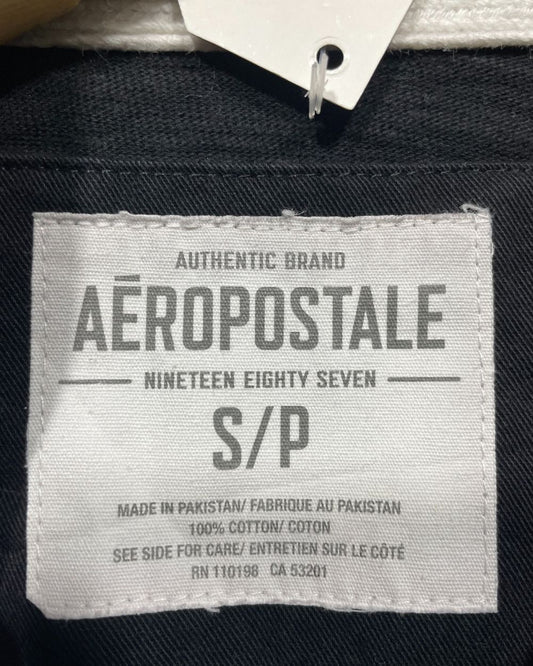 AUTHENTIC BRAND
AĒROPOSTALE
NINETEEN EIGHTY SEVEN
S/P
MADE IN PAKISTAN/ FABRIQUE AU PAKISTAN
100% COTTON/ COTON
SEE SIDE FOR CARE/ ENTRETIEN SUR LE CÔTÉ
RN 110198 CA 53201